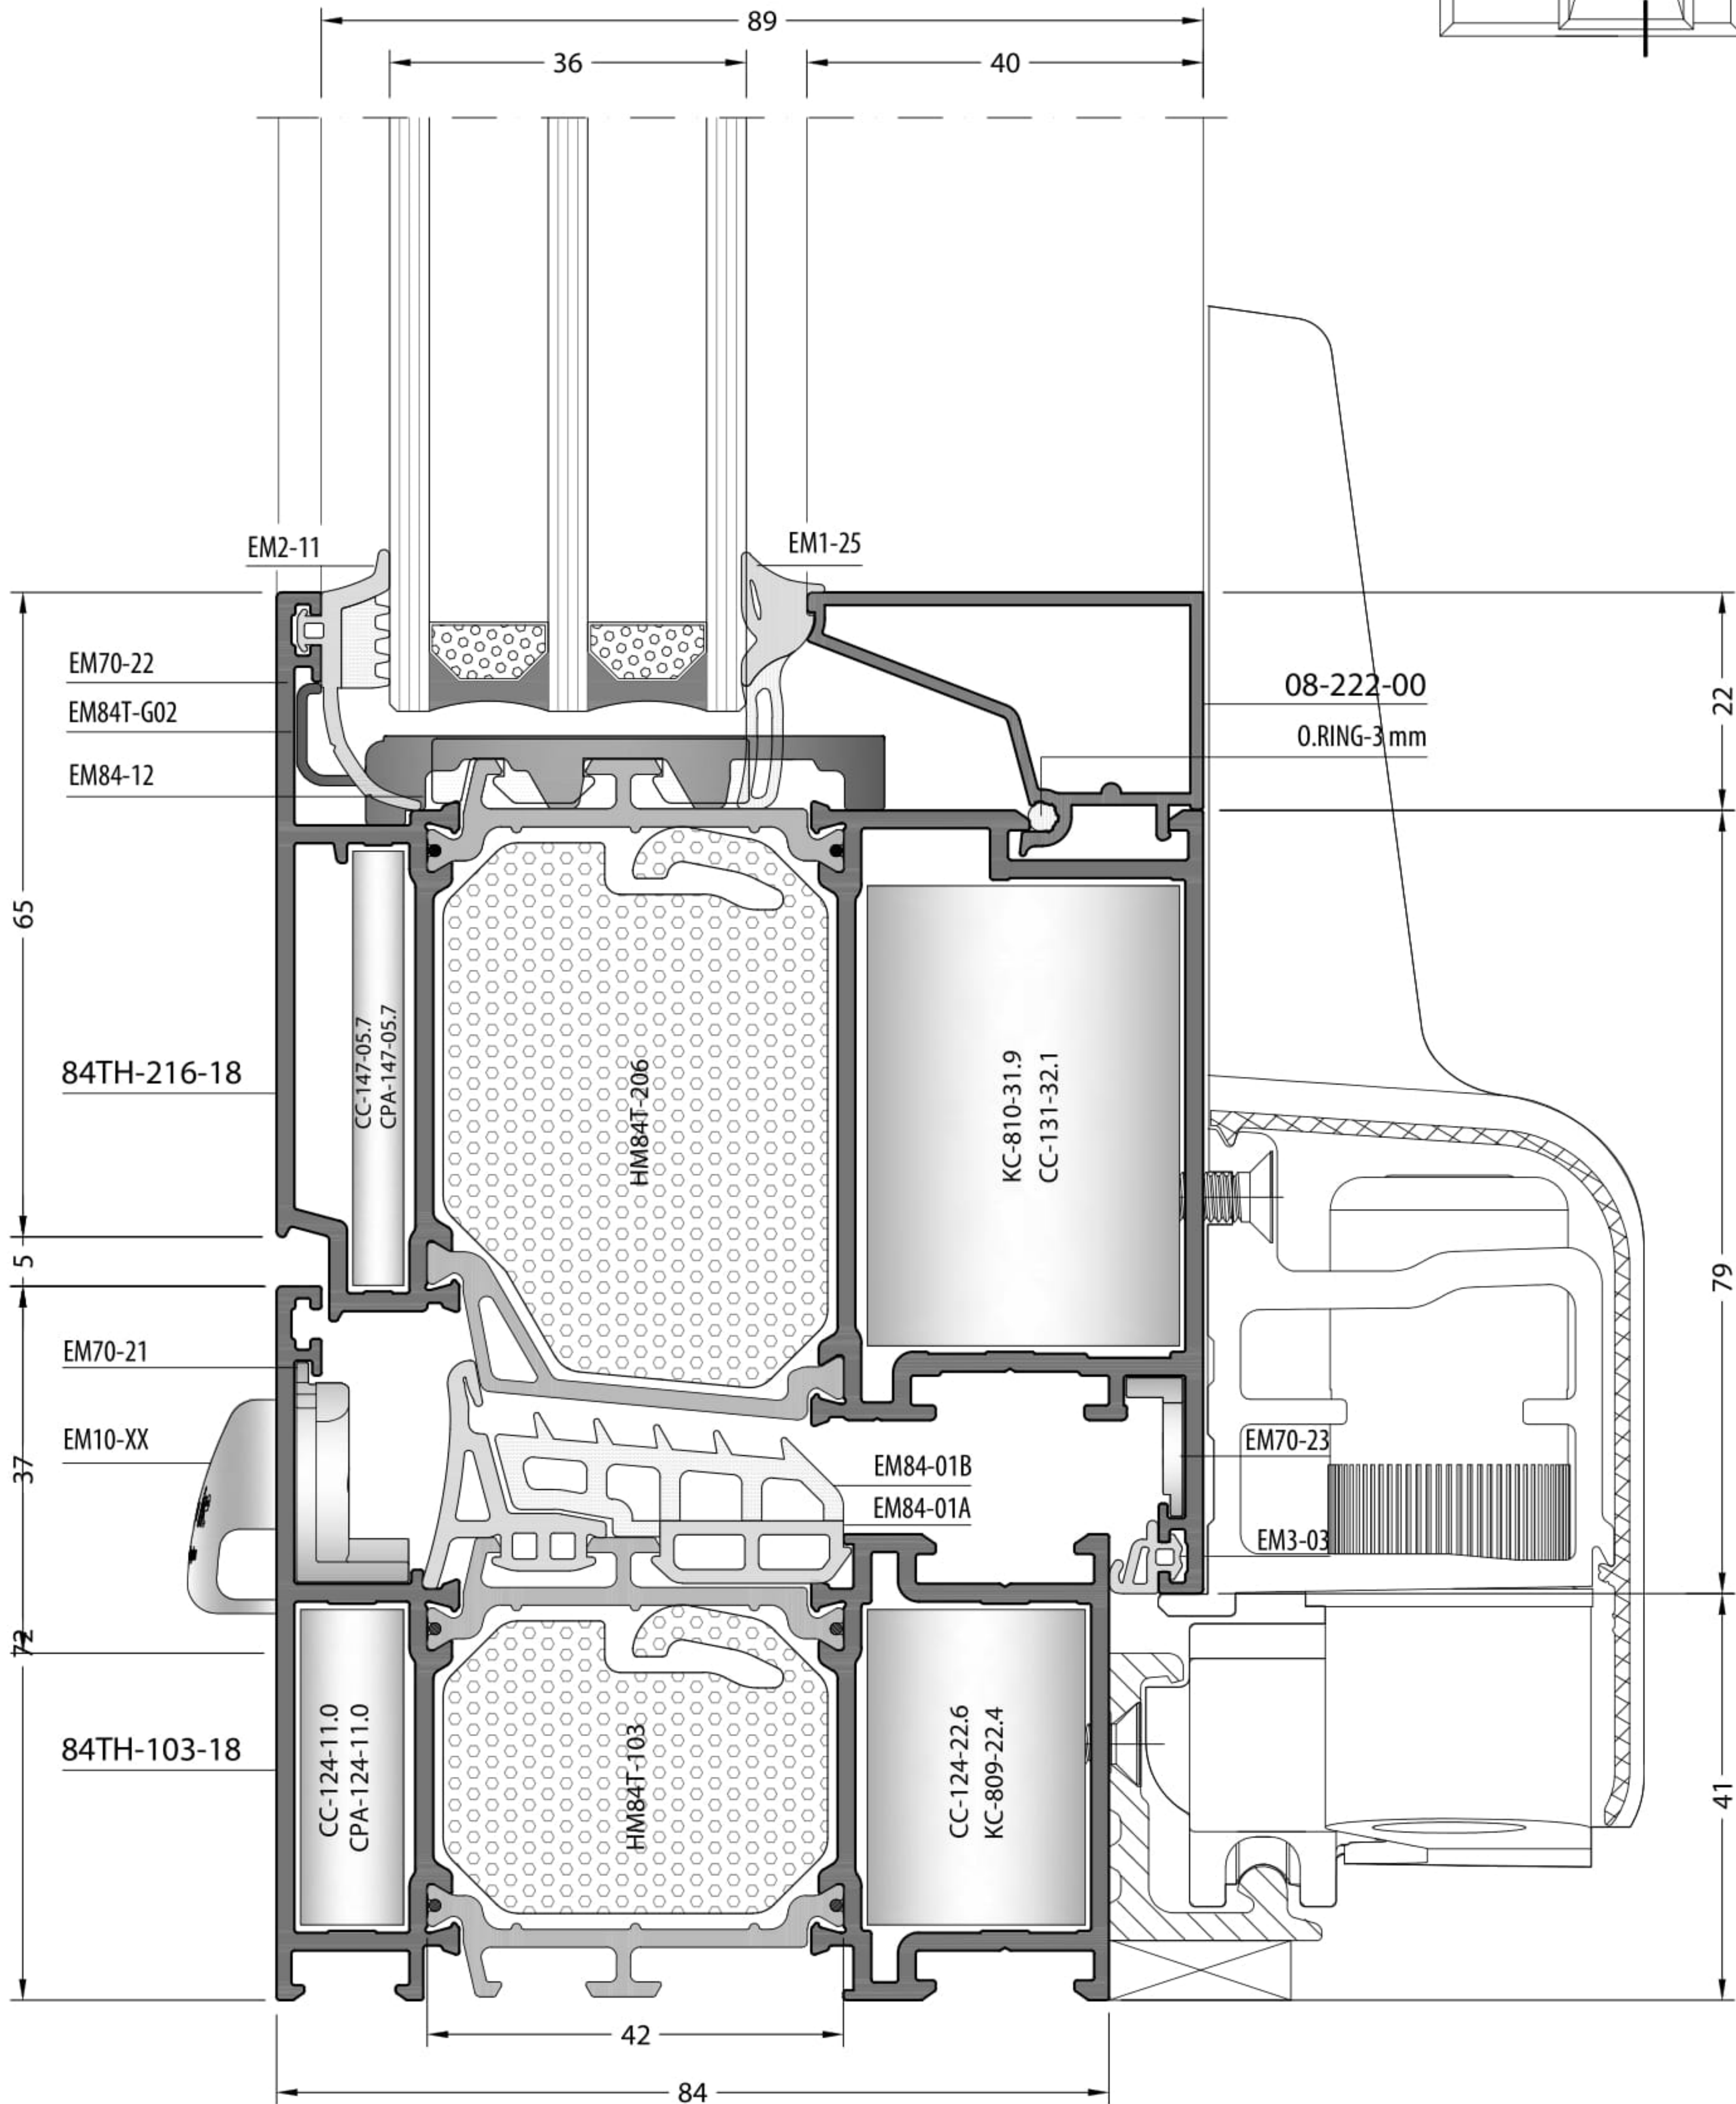 89
36
40
EM2-11
EM1-25
EM70-22
EM84T-G02
EM84-12
08-222-00
O.RING-3 mm
22
65
CC-147-05.7
CPA-147-05.7
HM84T-206
KC-810-31.9
CC-131-32.1
84TH-216-18
5
79
EM70-21
EM10-XX
37
EM84-01B
EM84-01A
EM70-23
EM3-03
72
84TH-103-18
CC-124-11.0
CPA-124-11.0
HM84T-103
CC-124-22.6
KC-809-22.4
41
42
84